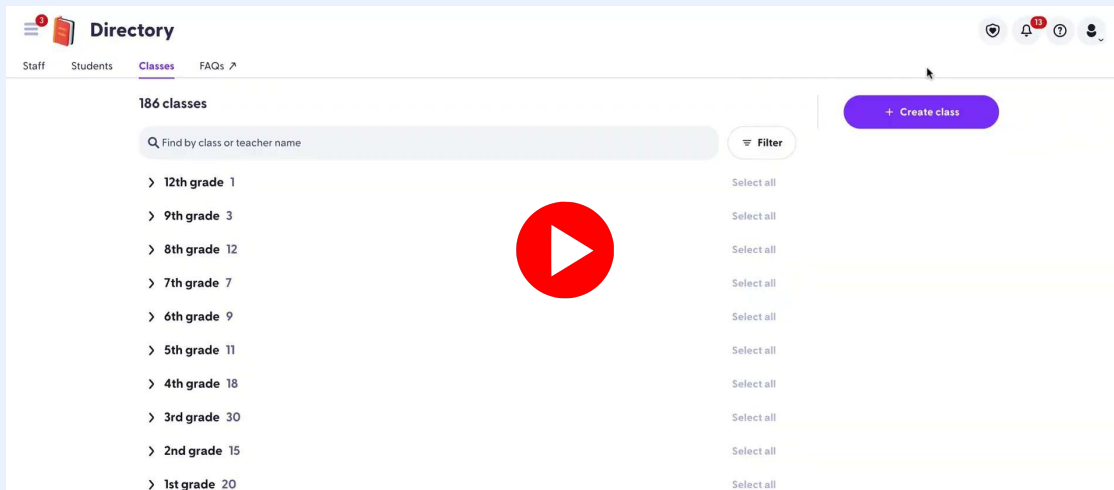 3
Directory
13
Staff Students Classes FAQs ↗
186 classes
+ Create class
Find by class or teacher name
Filter
12th grade 1 Select all
9th grade 3 Select all
8th grade 12 Select all
7th grade 7 Select all
6th grade 9 Select all
5th grade 11 Select all
4th grade 18 Select all
3rd grade 30 Select all
2nd grade 15 Select all
1st grade 20 Select all